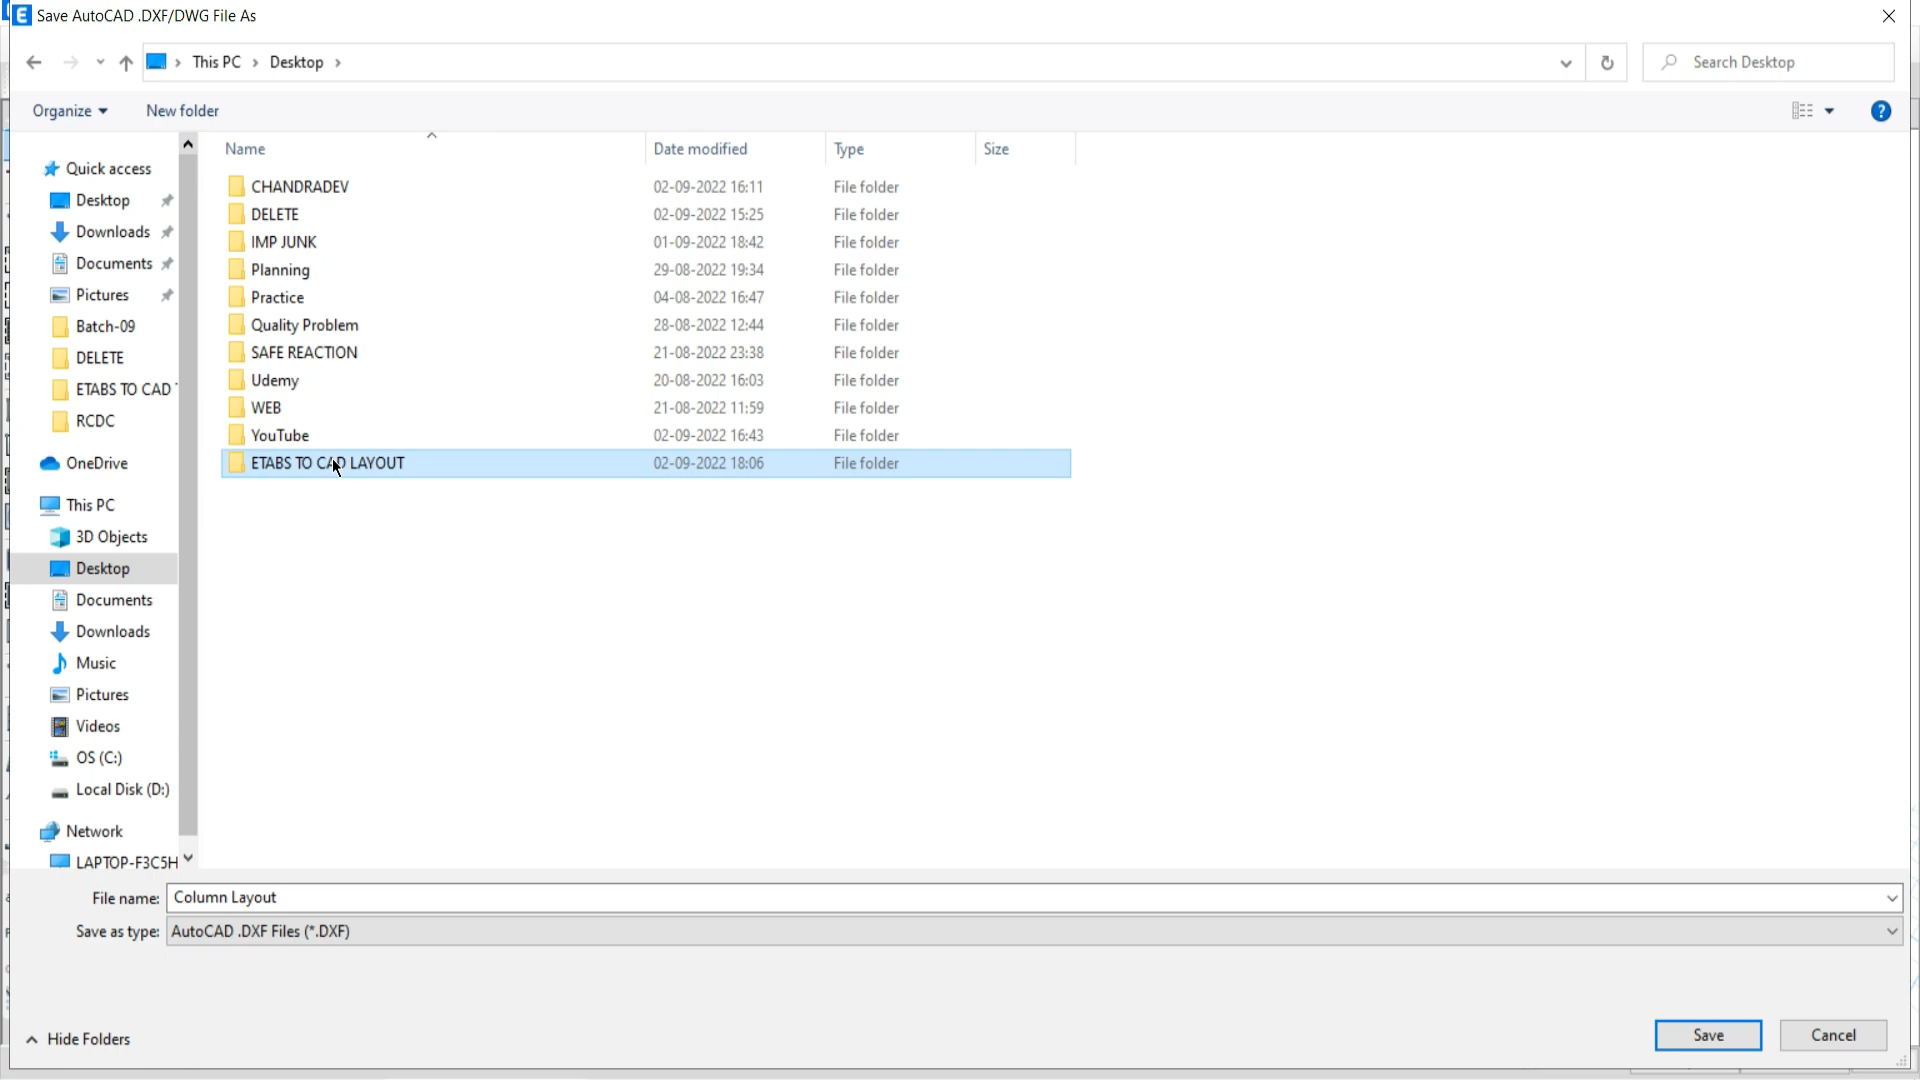 Save AutoCAD .DXF/DWG File As
This PC
Desktop
Search Desktop
Organize
New folder
Name
Date modified
Type
Size
CHANDRADEV 02-09-2022 16:11 File folder
DELETE 02-09-2022 15:25 File folder
IMP JUNK 01-09-2022 18:42 File folder
Planning 29-08-2022 19:34 File folder
Practice 04-08-2022 16:47 File folder
Quality Problem 28-08-2022 12:44 File folder
SAFE REACTION 21-08-2022 23:38 File folder
Udemy 20-08-2022 16:03 File folder
WEB 21-08-2022 11:59 File folder
YouTube 02-09-2022 16:43 File folder
ETABS TO CAD LAYOUT 02-09-2022 18:06 File folder
Quick access
Desktop
Downloads
Documents
Pictures
Batch-09
DELETE
ETABS TO CAD
RCDC
OneDrive
This PC
3D Objects
Desktop
Documents
Downloads
Music
Pictures
Videos
OS (C:)
Local Disk (D:)
Network
LAPTOP-F3C5H
File name: Column Layout
Save as type: AutoCAD .DXF Files (*.DXF)
Hide Folders
Save
Cancel